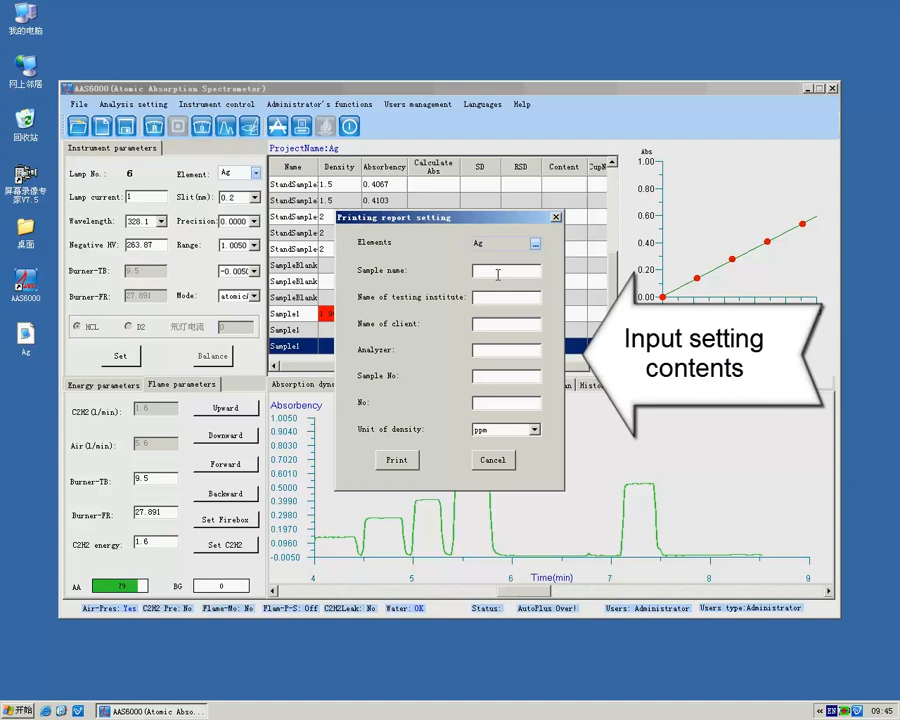 我的电脑
网上邻居
回收站
屏幕录像专
家V7.5
桌面
AAS6000
Ag
AAS6000(Atomic Absorption Spectrometer)
File Analysis setting Instrument control Administrator's functions Users management Languages Help
Instrument parameters
Lamp No.: 6 Element: Ag
Lamp current: 1 Slit(nm): 0.2
Wavelength: 328.1 Precision: 0.0000
Negative HV: 263.87 Range: 1.0050
Burner-TB: 9.5 -0.0050
Burner-FR: 27.891 Mode:
HCL D2 氘灯电流 0
Set Balance
Energy parameters Flame parameters
C2H2(l/min): 1.6 Upward
Air(l/min): 5.6 Downward
Forward
Burner-TB: 9.5 Backward
Burner-FR: 27.891 Set Firebox
C2H2 energy: 1.6 Set C2H2
AA 79 BG 0
ProjectName:Ag
Name Density Absorbency Calculate Abs SD RSD Content CupN
StandSample 1.5 0.4067
StandSample 1.5 0.4103
StandSample 2
StandSample 2
StandSample 2
SampleBlank
SampleBlank
SampleBlank
Sample1
Sample1
Sample1
Printing report setting
Elements Ag ...
Sample name:
Name of testing institute:
Name of client:
Analyzer:
Sample No:
No:
Unit of density: ppm
Print Cancel
Abs
1.00
0.80
0.60
0.40
0.20
0.00
Input setting
contents
Absorption dyn
Absorbency
1.0050
0.9040
0.8030
0.7020
0.6010
0.5000
0.3990
0.2980
0.1970
0.0960
-0.0050
4 5 6 7 8 9
Time(min)
Air-Pres: Yes C2H2 Pre: No Flame-No: No Flam-P-S: Off C2H2Leak: No Water: OK Status: AutoPlus Over! Users: Administrator Users type:Administrator
开始 AAS6000(Atomic Abso... « EN 09:45